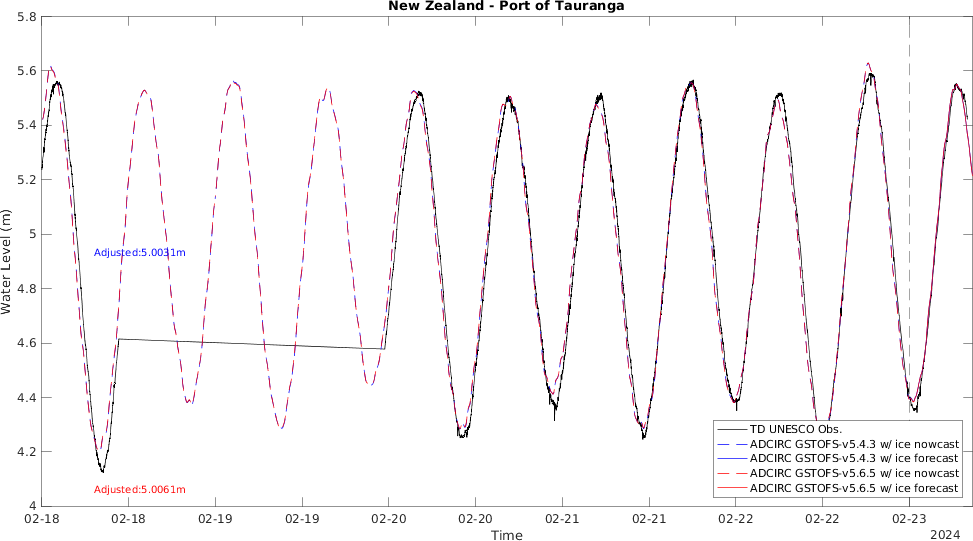 New Zealand - Port of Tauranga
5.8
5.6
5.4
5.2
5
4.8
4.6
4.4
4.2
4
Water Level (m)
Adjusted:5.0031m
Adjusted:5.0061m
TD UNESCO Obs.
ADCIRC GSTOFS-v5.4.3 w/ ice nowcast
ADCIRC GSTOFS-v5.4.3 w/ ice forecast
ADCIRC GSTOFS-v5.6.5 w/ ice nowcast
ADCIRC GSTOFS-v5.6.5 w/ ice forecast
02-18 02-18 02-19 02-19 02-20 02-20 02-21 02-21 02-22 02-22 02-23
Time 2024